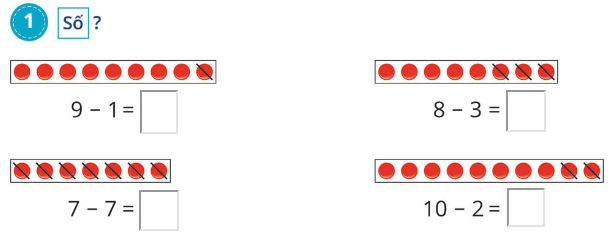 1 Số ?
9 − 1 =
8 − 3 =
7 − 7 =
10 − 2 =